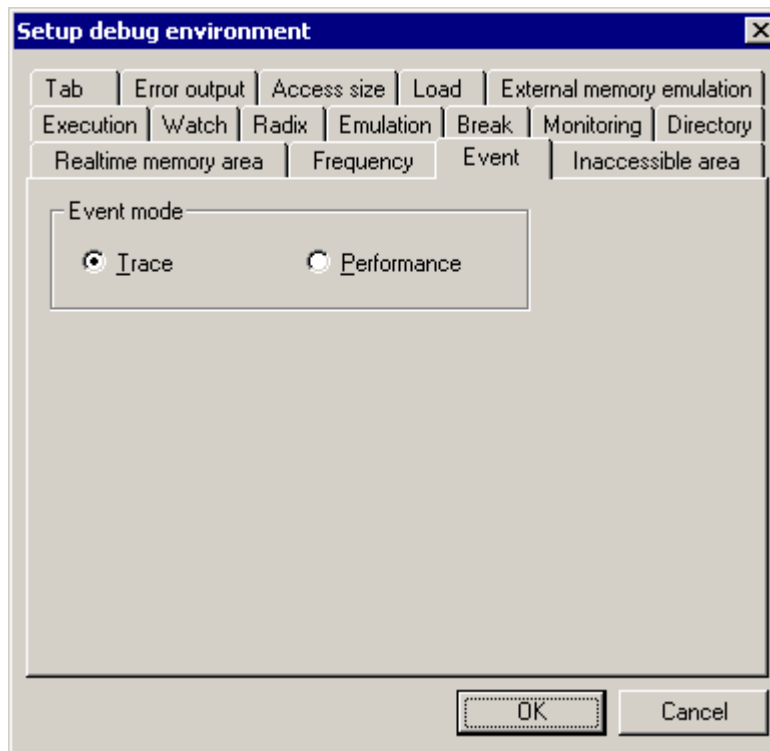 Setup debug environment
Tab Error output Access size Load External memory emulation
Execution Watch Radix Emulation Break Monitoring Directory
Realtime memory area Frequency Event Inaccessible area
Event mode
Trace Performance
OK Cancel